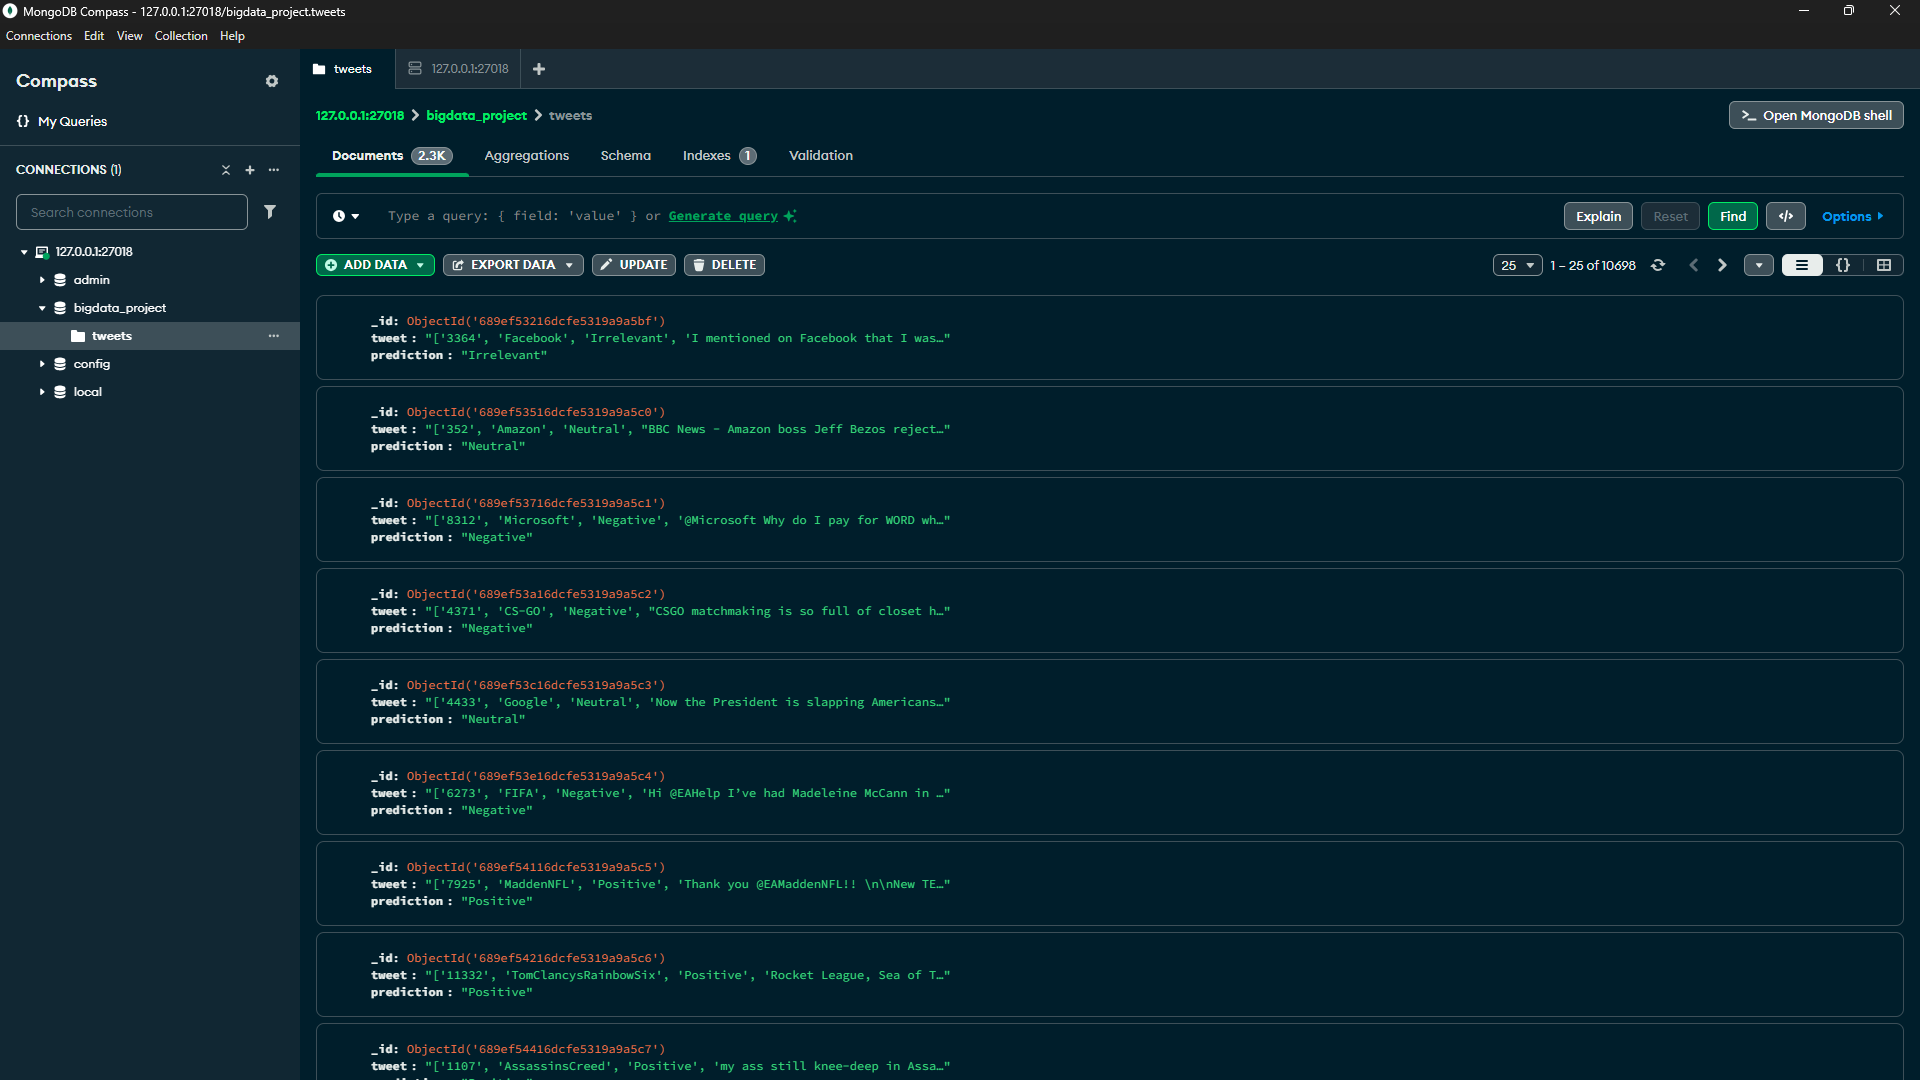 MongoDB Compass - 127.0.0.1:27018/bigdata_project.tweets
Connections Edit View Collection Help
Compass
{} My Queries
CONNECTIONS (1)
Search connections
127.0.0.1:27018
admin
bigdata_project
tweets
config
local
tweets 127.0.0.1:27018
127.0.0.1:27018 > bigdata_project > tweets
>_ Open MongoDB shell
Documents 2.3K Aggregations Schema Indexes 1 Validation
Type a query: { field: 'value' } or Generate query
Explain Reset Find </> Options
ADD DATA EXPORT DATA UPDATE DELETE
25 1 – 25 of 10698 {}
_id: ObjectId('689ef53216dcfe5319a9a5bf')
tweet : "['3364', 'Facebook', 'Irrelevant', 'I mentioned on Facebook that I was…"
prediction : "Irrelevant"
_id: ObjectId('689ef53516dcfe5319a9a5c0')
tweet : "['352', 'Amazon', 'Neutral', "BBC News - Amazon boss Jeff Bezos reject…"
prediction : "Neutral"
_id: ObjectId('689ef53716dcfe5319a9a5c1')
tweet : "['8312', 'Microsoft', 'Negative', '@Microsoft Why do I pay for WORD wh…"
prediction : "Negative"
_id: ObjectId('689ef53a16dcfe5319a9a5c2')
tweet : "['4371', 'CS-GO', 'Negative', "CSGO matchmaking is so full of closet h…"
prediction : "Negative"
_id: ObjectId('689ef53c16dcfe5319a9a5c3')
tweet : "['4433', 'Google', 'Neutral', 'Now the President is slapping Americans…"
prediction : "Neutral"
_id: ObjectId('689ef53e16dcfe5319a9a5c4')
tweet : "['6273', 'FIFA', 'Negative', 'Hi @EAHelp I’ve had Madeleine McCann in …"
prediction : "Negative"
_id: ObjectId('689ef54116dcfe5319a9a5c5')
tweet : "['7925', 'MaddenNFL', 'Positive', 'Thank you @EAMaddenNFL!! \n\nNew TE…"
prediction : "Positive"
_id: ObjectId('689ef54216dcfe5319a9a5c6')
tweet : "['11332', 'TomClancysRainbowSix', 'Positive', 'Rocket League, Sea of T…"
prediction : "Positive"
_id: ObjectId('689ef54416dcfe5319a9a5c7')
tweet : "['1107', 'AssassinsCreed', 'Positive', 'my ass still knee-deep in Assa…"